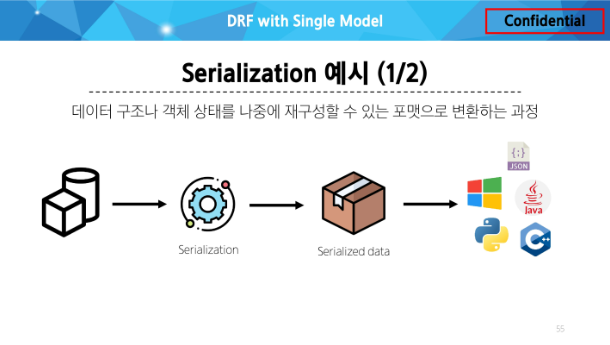 DRF with Single Model
Confidential
Serialization 예시 (1/2)
데이터 구조나 객체 상태를 나중에 재구성할 수 있는 포맷으로 변환하는 과정
{;}
JSON
Java
C++
Serialization
Serialized data
55